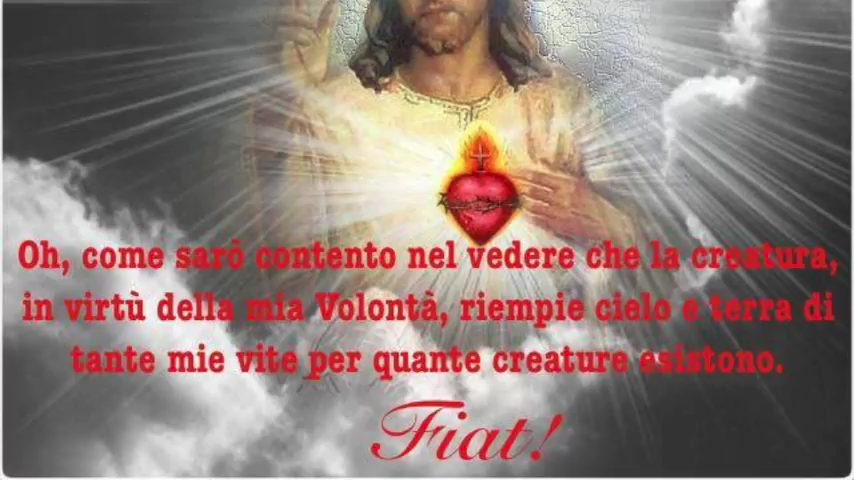 Oh, come sarò contento nel vedere che la creatura,
in virtù della mia Volontà, riempie cielo e terra di
tante mie vite per quante creature esistono.
Fiat!